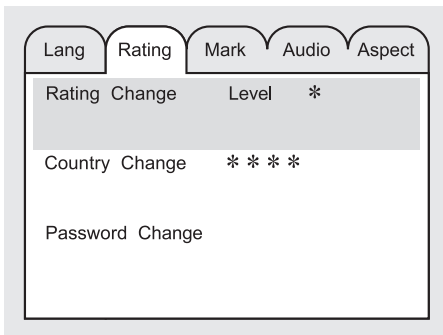 Lang Rating Mark Audio Aspect
Rating Change Level *
Country Change * * * *
Password Change